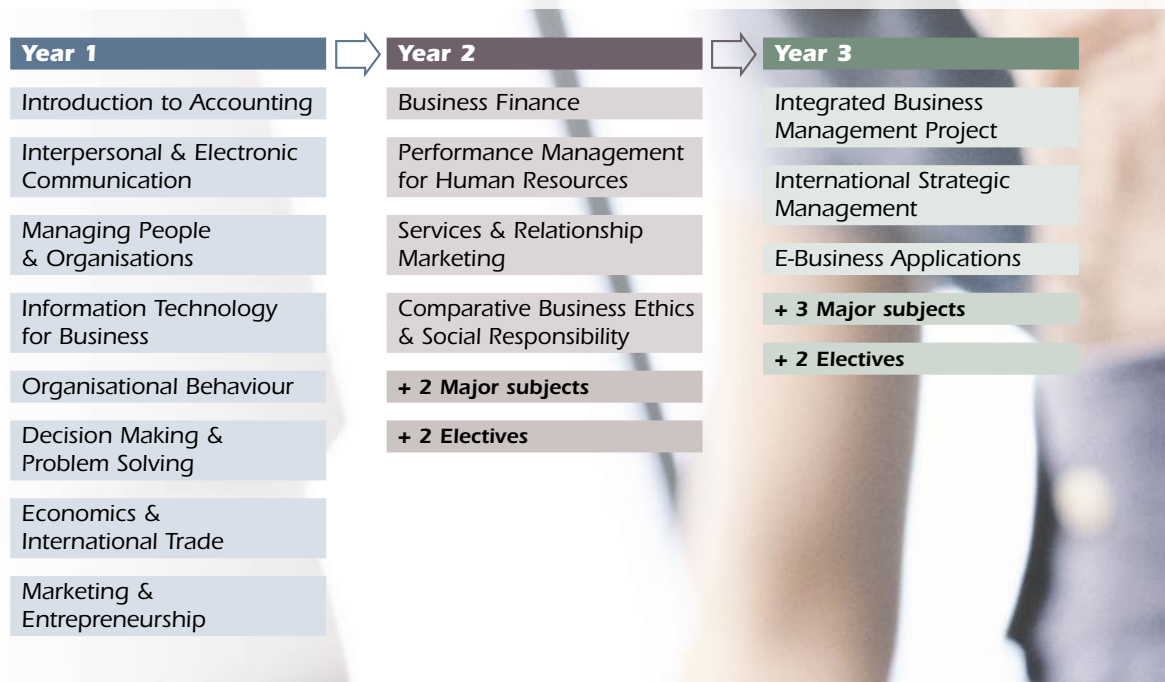 Year 1
Introduction to Accounting
Interpersonal & Electronic
Communication
Managing People
& Organisations
Information Technology
for Business
Organisational Behaviour
Decision Making &
Problem Solving
Economics &
International Trade
Marketing &
Entrepreneurship
Year 2
Business Finance
Performance Management
for Human Resources
Services & Relationship
Marketing
Comparative Business Ethics
& Social Responsibility
+ 2 Major subjects
+ 2 Electives
Year 3
Integrated Business
Management Project
International Strategic
Management
E-Business Applications
+ 3 Major subjects
+ 2 Electives